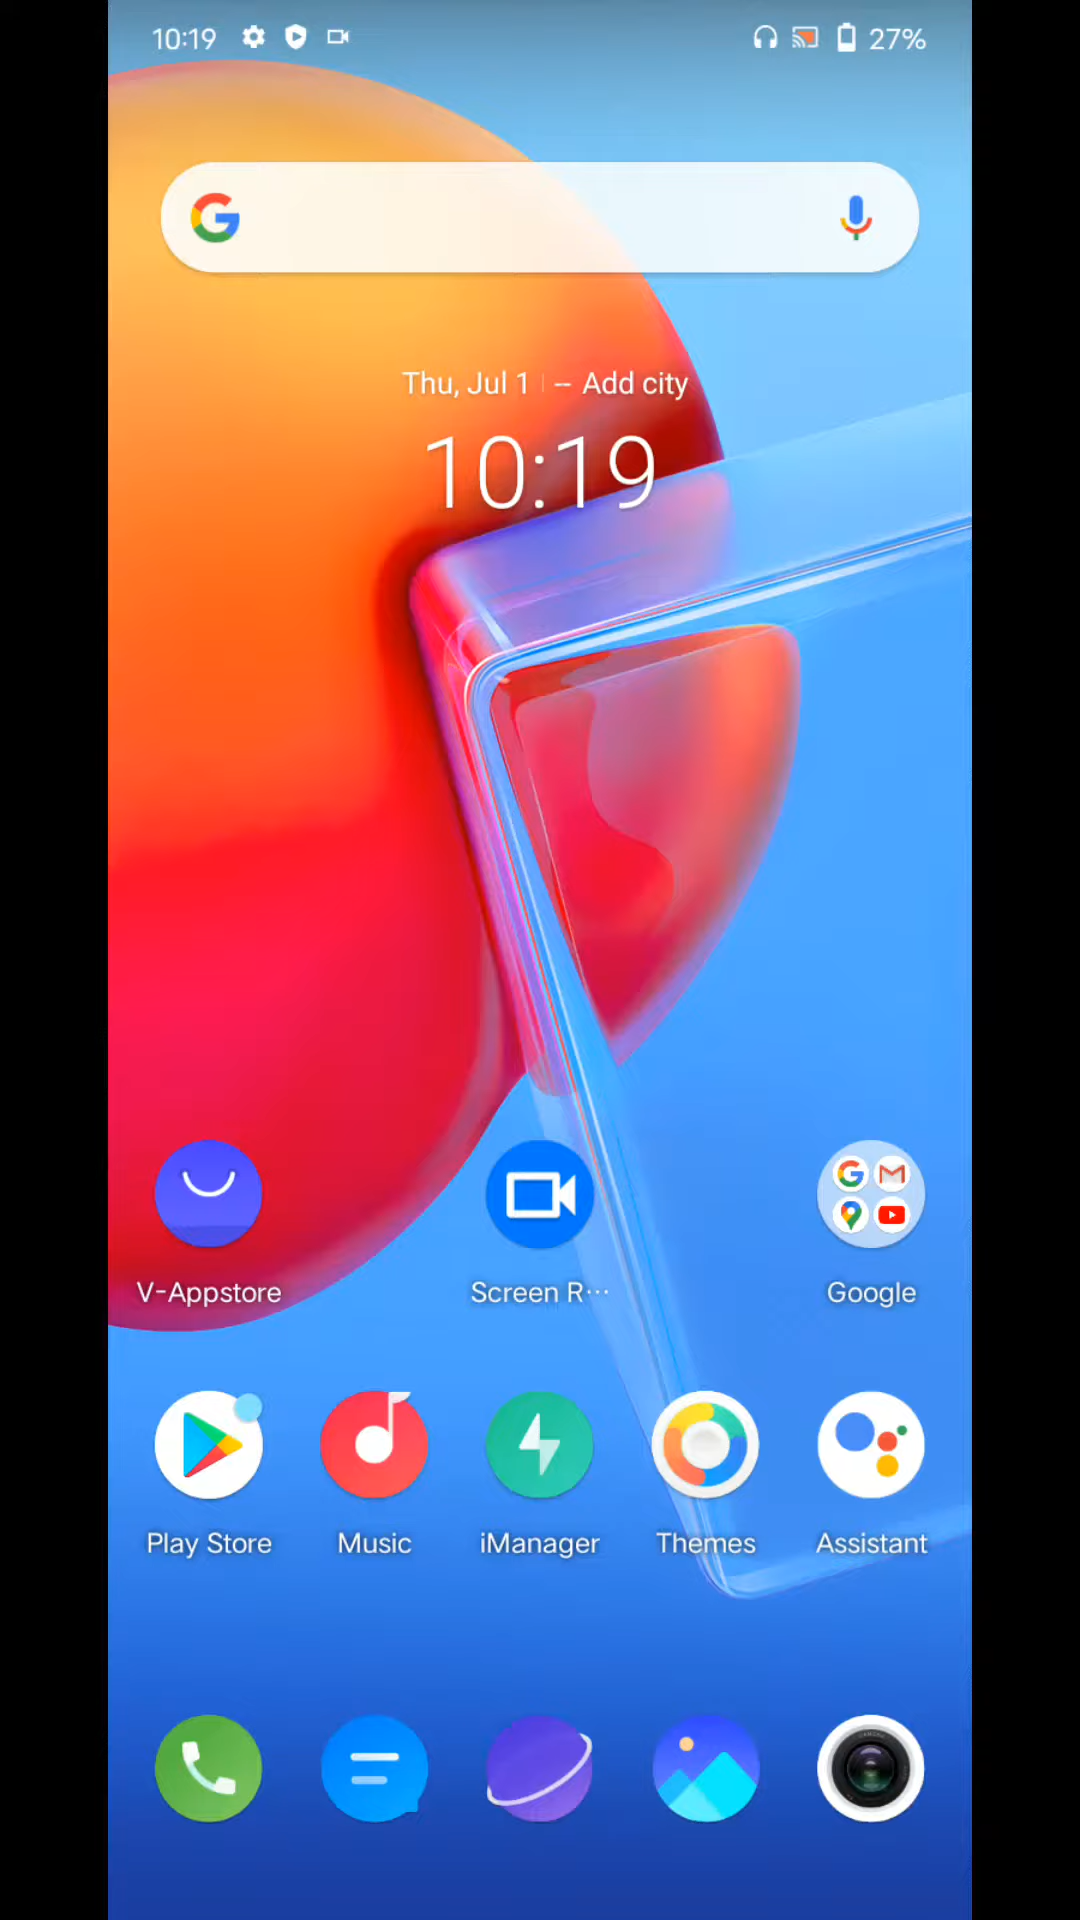 10:19 27%
Thu, Jul 1 | -- Add city
10:19
V-Appstore Screen R··· Google
Play Store Music iManager Themes Assistant